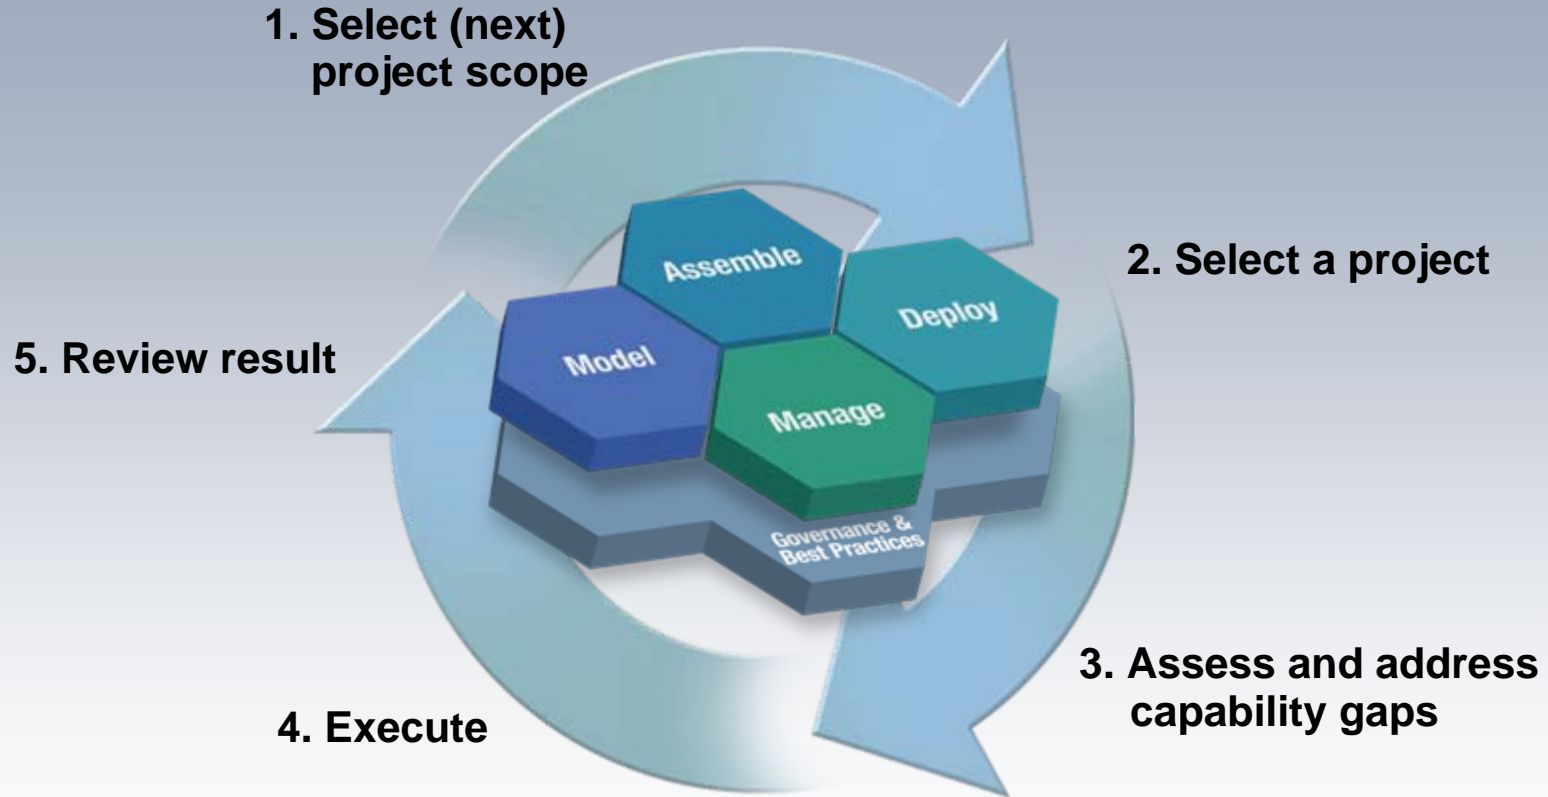 1. Select (next)
project scope
2. Select a project
3. Assess and address
capability gaps
4. Execute
5. Review result
Assemble
Deploy
Model
Manage
Governance &
Best Practices